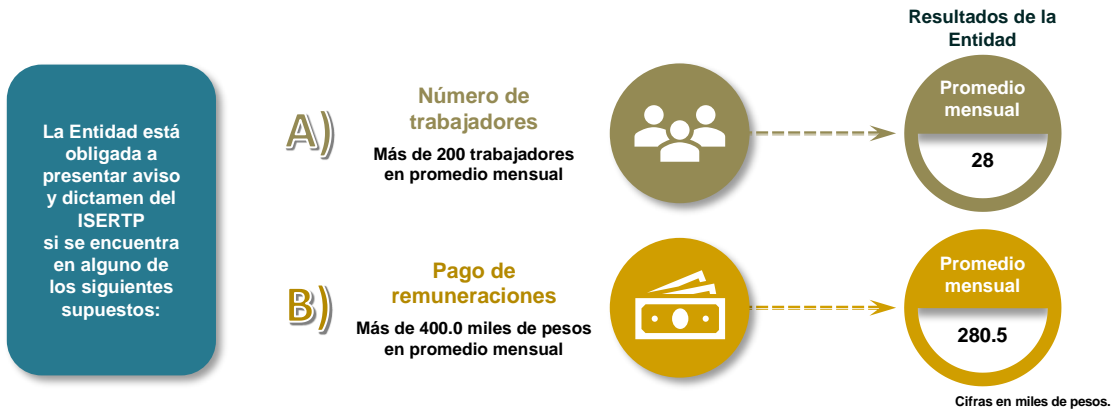 La Entidad está
obligada a
presentar aviso
y dictamen del
ISERTP
si se encuentra
en alguno de
los siguientes
supuestos:
A)
Número de
trabajadores
Más de 200 trabajadores
en promedio mensual
Resultados de la
Entidad
Promedio
mensual
28
B)
Pago de
remuneraciones
Más de 400.0 miles de pesos
en promedio mensual
Promedio
mensual
280.5
Cifras en miles de pesos.